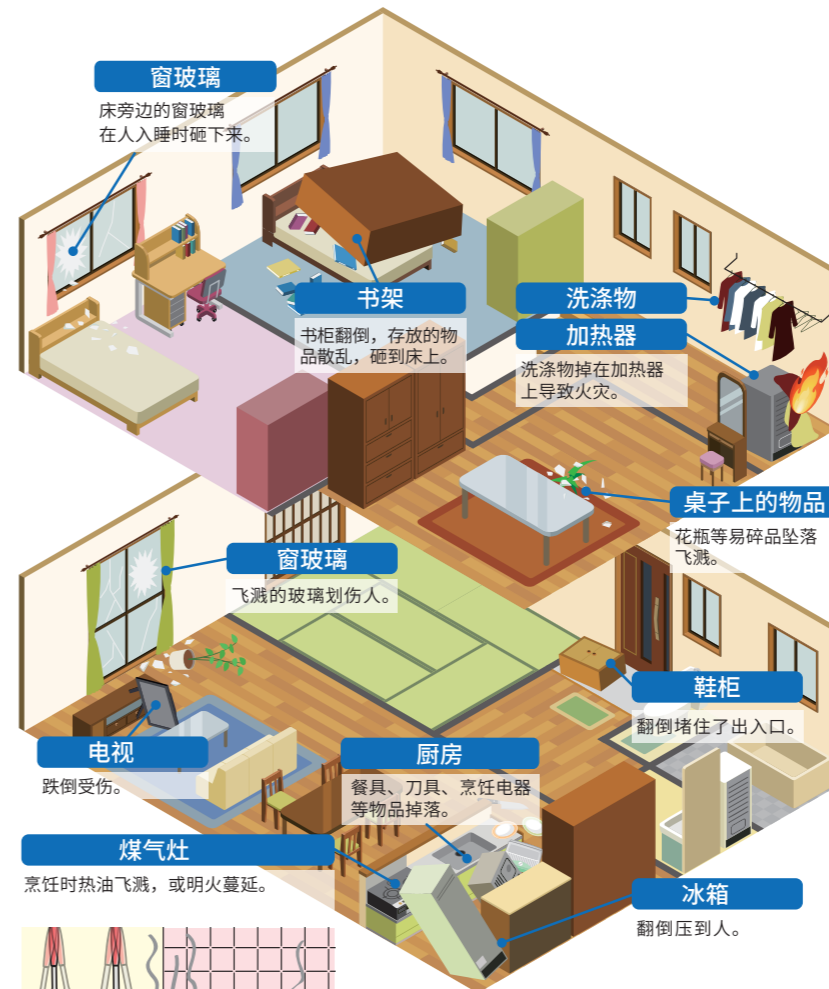 窗玻璃
床旁边的窗玻璃
在人入睡时砸下来。
书架
书柜翻倒，存放的物
品散乱，砸到床上。
洗涤物
加热器
洗涤物掉在加热器
上导致火灾。
桌子上的物品
花瓶等易碎品坠落
飞溅。
窗玻璃
飞溅的玻璃划伤人。
鞋柜
翻倒堵住了出入口。
电视
跌倒受伤。
厨房
餐具、刀具、烹饪电器
等物品掉落。
煤气灶
烹饪时热油飞溅，或明火蔓延。
冰箱
翻倒压到人。